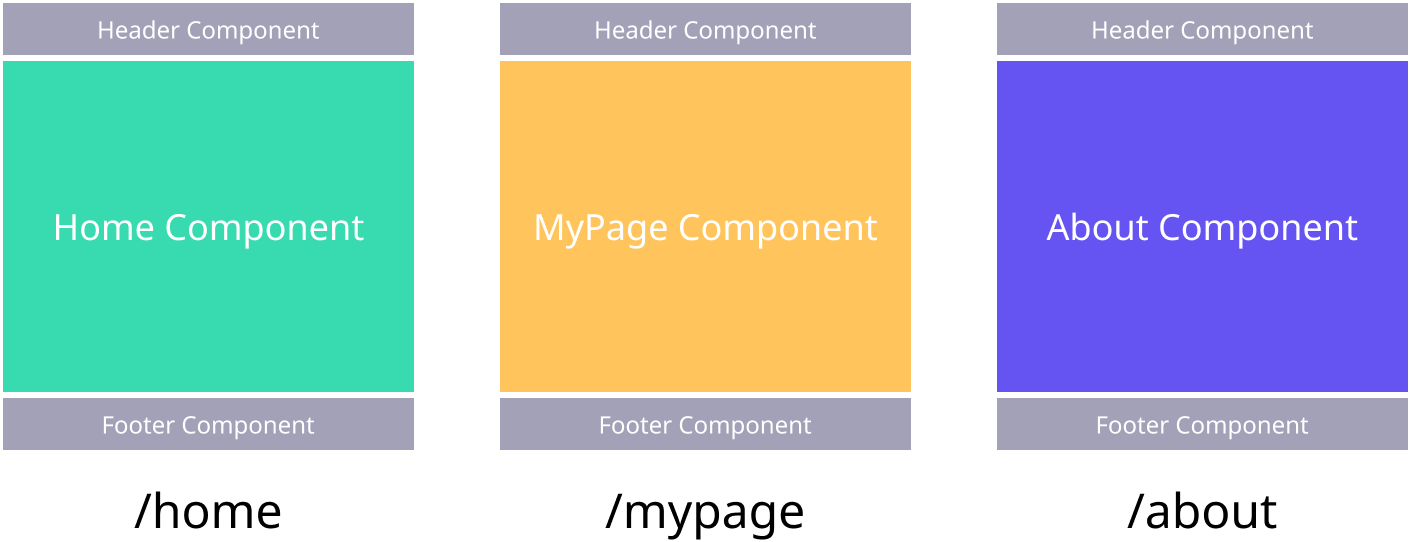 Header Component
Home Component
Footer Component
/home
Header Component
MyPage Component
Footer Component
/mypage
Header Component
About Component
Footer Component
/about